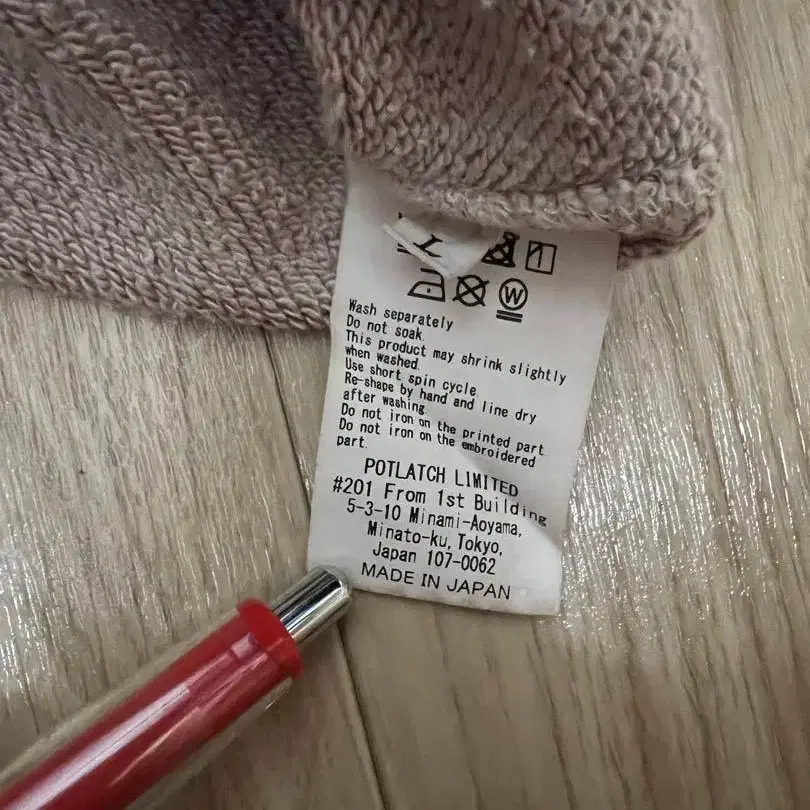 W
Wash separately
Do not soak.
This product may shrink slightly
when washed.
Use short spin cycle.
Re-shape by hand and line dry
after washing.
Do not iron on the printed part.
Do not iron on the embroidered
part.
POTLATCH LIMITED
#201 From 1st Building
5-3-10 Minami-Aoyama,
Minato-ku, Tokyo,
Japan 107-0062
MADE IN JAPAN